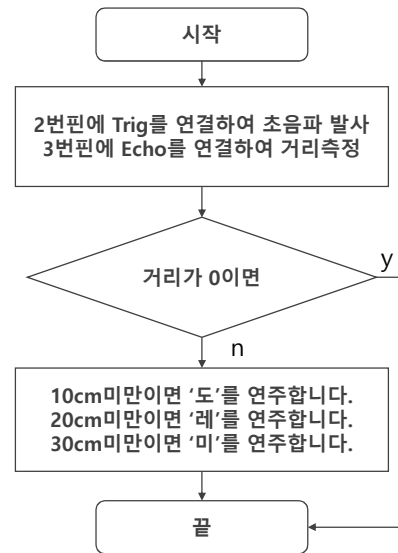 시작
2번핀에 Trig를 연결하여 초음파 발사
3번핀에 Echo를 연결하여 거리측정
거리가 0이면
y
n
10cm미만이면 ‘도’를 연주합니다.
20cm미만이면 ‘레’를 연주합니다.
30cm미만이면 ‘미’를 연주합니다.
끝